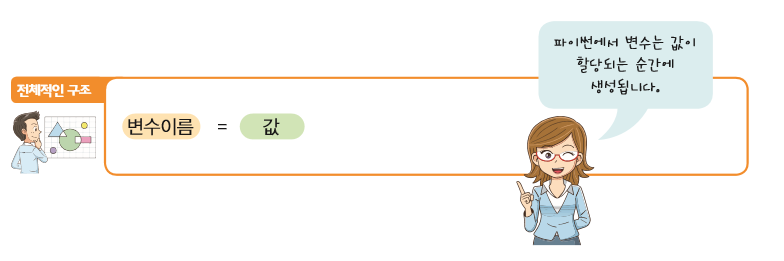 파이썬에서 변수는 값이
할당되는 순간에
생성됩니다.
전체적인 구조
변수이름 = 값